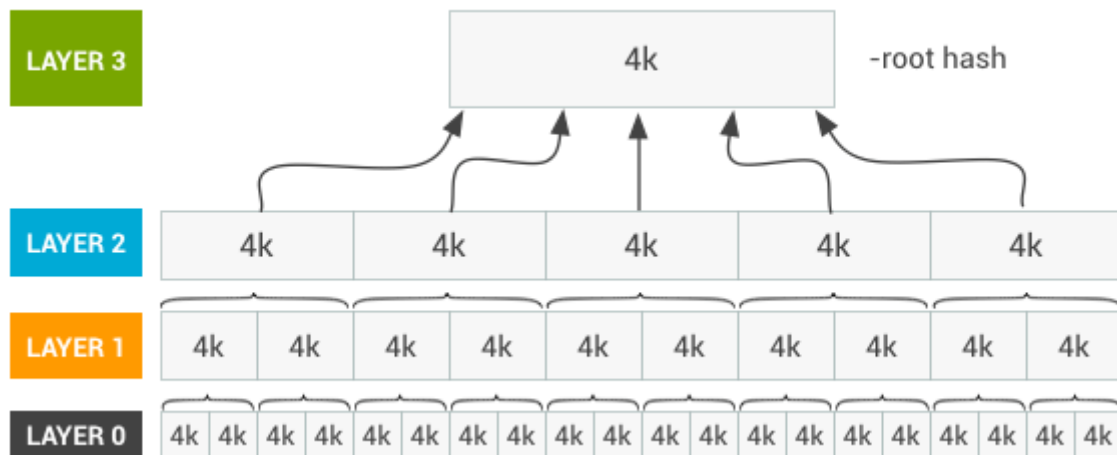 LAYER 3 4k -root hash
LAYER 2 4k 4k 4k 4k 4k
LAYER 1 4k 4k 4k 4k 4k 4k 4k 4k 4k 4k
LAYER 0 4k 4k 4k 4k 4k 4k 4k 4k 4k 4k 4k 4k 4k 4k 4k 4k 4k 4k 4k 4k